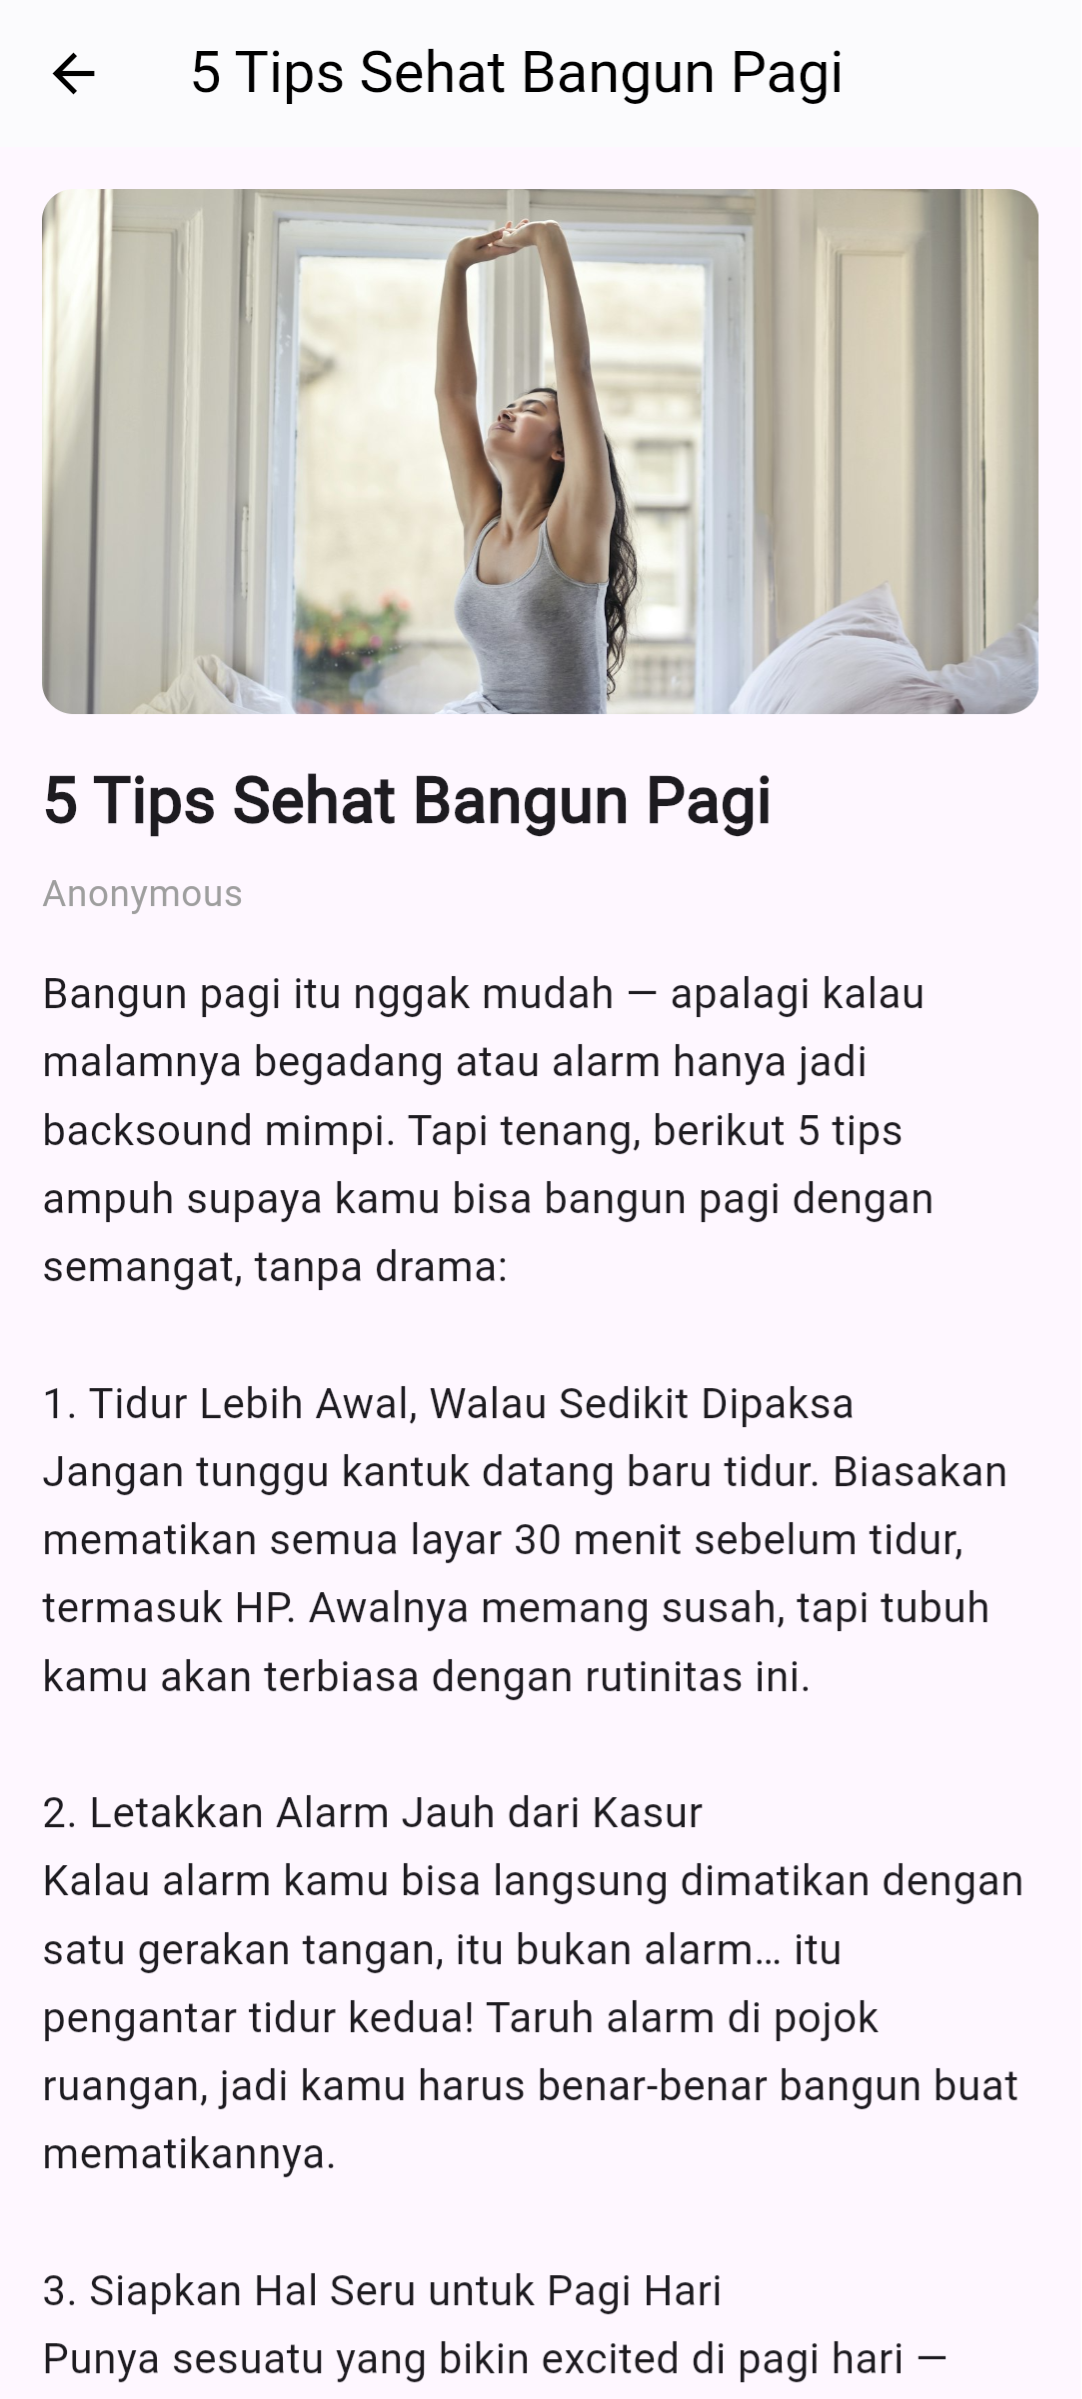 5 Tips Sehat Bangun Pagi
5 Tips Sehat Bangun Pagi
Anonymous
Bangun pagi itu nggak mudah — apalagi kalau
malamnya begadang atau alarm hanya jadi
backsound mimpi. Tapi tenang, berikut 5 tips
ampuh supaya kamu bisa bangun pagi dengan
semangat, tanpa drama:
1. Tidur Lebih Awal, Walau Sedikit Dipaksa
Jangan tunggu kantuk datang baru tidur. Biasakan
mematikan semua layar 30 menit sebelum tidur,
termasuk HP. Awalnya memang susah, tapi tubuh
kamu akan terbiasa dengan rutinitas ini.
2. Letakkan Alarm Jauh dari Kasur
Kalau alarm kamu bisa langsung dimatikan dengan
satu gerakan tangan, itu bukan alarm… itu
pengantar tidur kedua! Taruh alarm di pojok
ruangan, jadi kamu harus benar-benar bangun buat
mematikannya.
3. Siapkan Hal Seru untuk Pagi Hari
Punya sesuatu yang bikin excited di pagi hari —